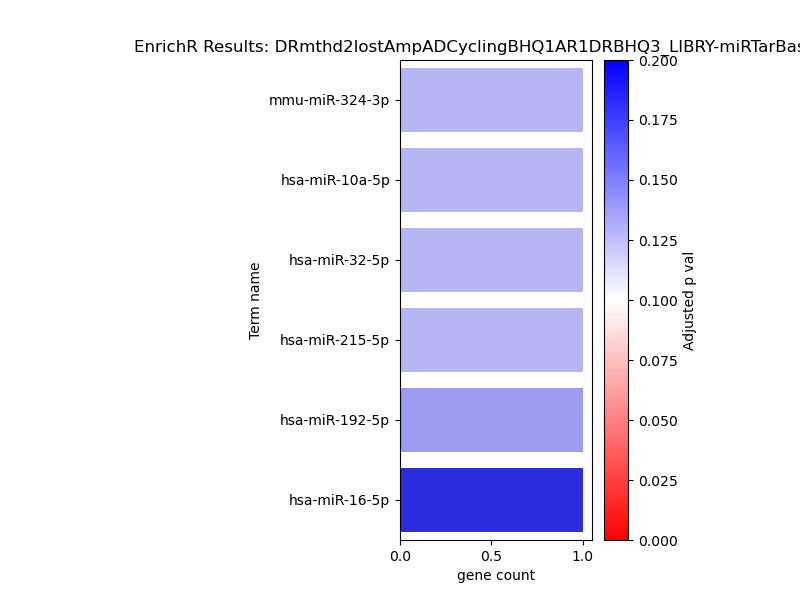 EnrichR Results: DRmthd2lostAmpADCyclingBHQ1AR1DRBHQ3_LIBRY-miRTarBas
mmu-miR-324-3p
hsa-miR-10a-5p
hsa-miR-32-5p
hsa-miR-215-5p
hsa-miR-192-5p
hsa-miR-16-5p
Term name
0.0
0.5
1.0
gene count
0.200
0.175
0.150
0.125
0.100
0.075
0.050
0.025
0.000
Adjusted p val